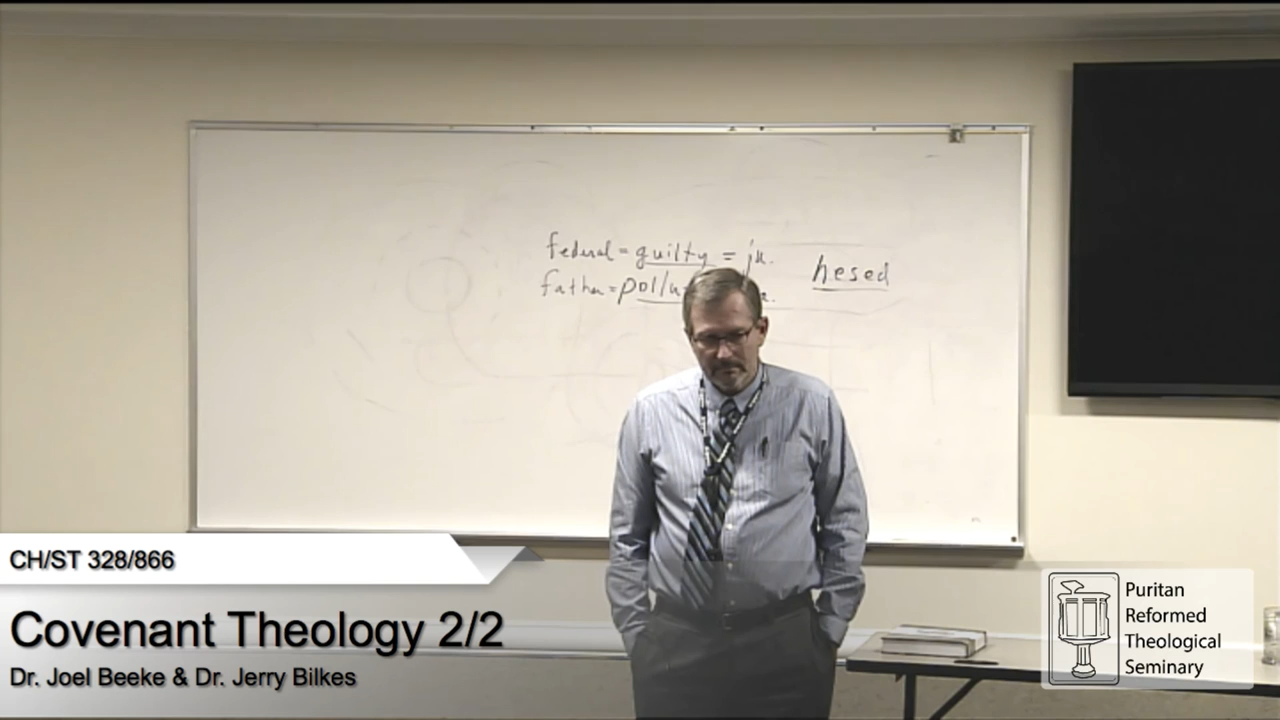 federal = guilty = ju.
father = pollu
hesed
CH/ST 328/866
Covenant Theology 2/2
Dr. Joel Beeke & Dr. Jerry Bilkes
Puritan
Reformed
Theological
Seminary